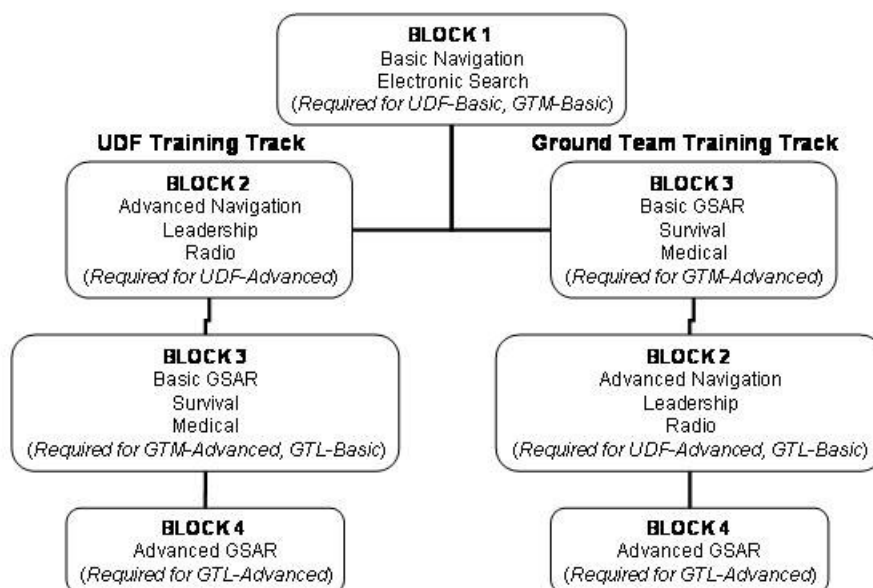 BLOCK 1
Basic Navigation
Electronic Search
(Required for UDF-Basic, GTM-Basic)
UDF Training Track
BLOCK 2
Advanced Navigation
Leadership
Radio
(Required for UDF-Advanced)
BLOCK 3
Basic GSAR
Survival
Medical
(Required for GTM-Advanced, GTL-Basic)
BLOCK 4
Advanced GSAR
(Required for GTL-Advanced)
Ground Team Training Track
BLOCK 3
Basic GSAR
Survival
Medical
(Required for GTM-Advanced)
BLOCK 2
Advanced Navigation
Leadership
Radio
(Required for UDF-Advanced, GTL-Basic)
BLOCK 4
Advanced GSAR
(Required for GTL-Advanced)